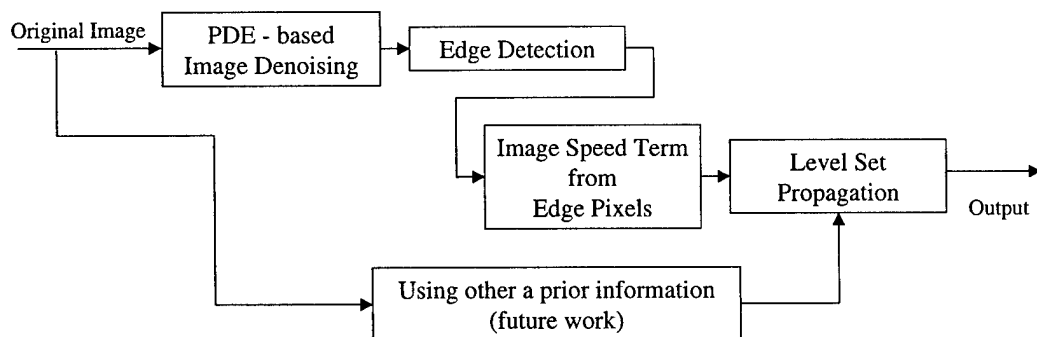 Original Image
PDE - based
Image Denoising
Edge Detection
Image Speed Term
from
Edge Pixels
Level Set
Propagation
Output
Using other a prior information
(future work)